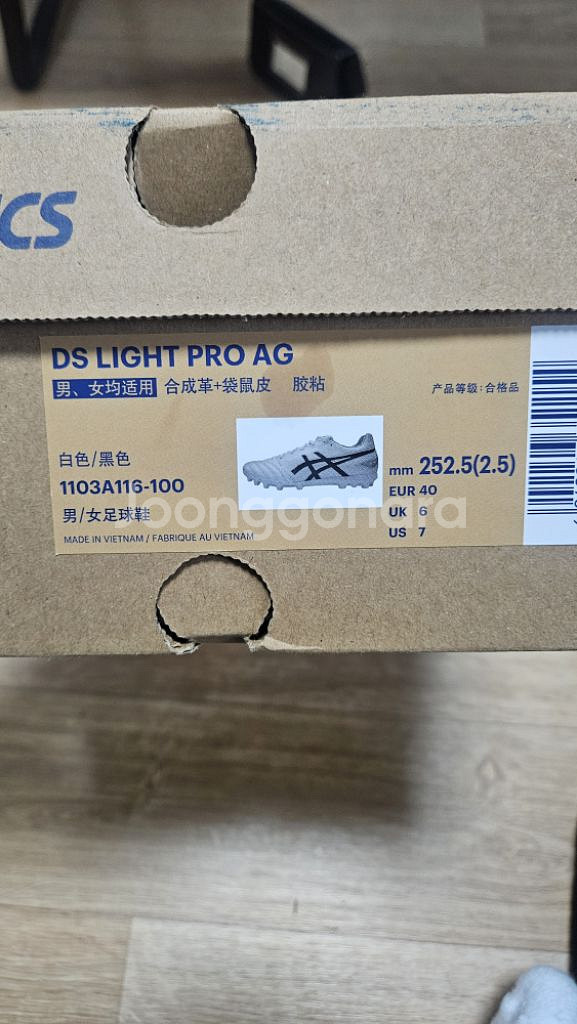 ICS
DS LIGHT PRO AG
男、女均适用 合成革+袋鼠皮 胶粘
产品等级:合格品
白色/黑色
1103A116-100
男/女足球鞋
MADE IN VIETNAM / FABRIQUE AU VIETNAM
mm 252.5(2.5)
EUR 40
UK 6
US 7
joonggonara